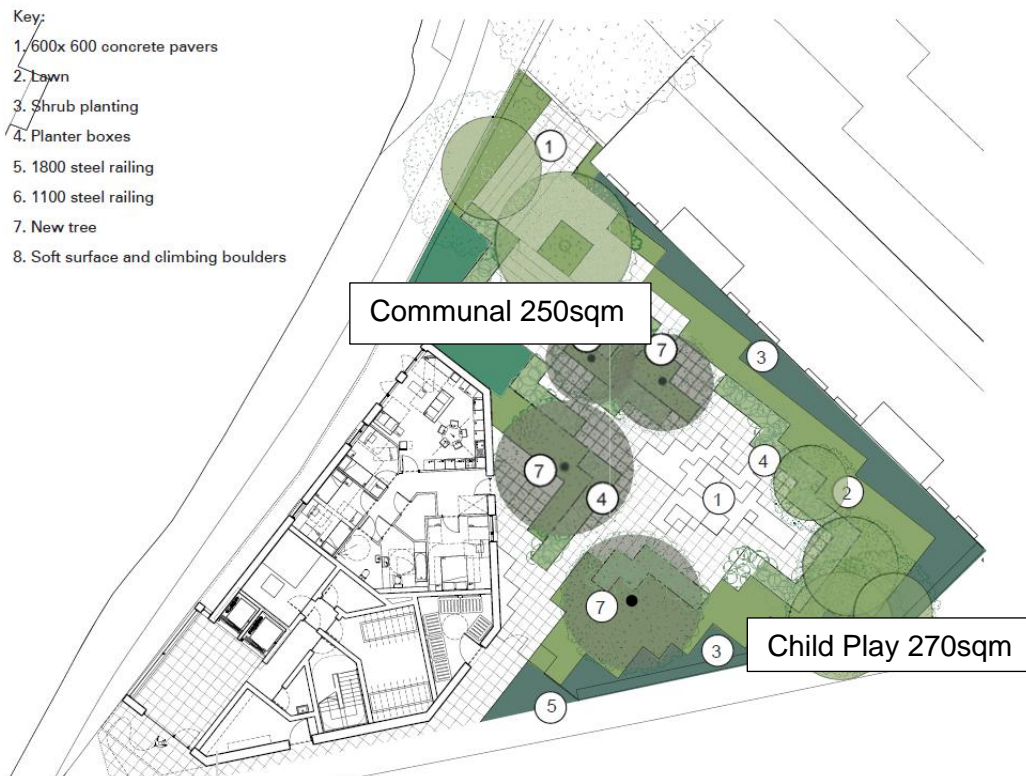 Key:
1. 600x 600 concrete pavers
2. Lawn
3. Shrub planting
4. Planter boxes
5. 1800 steel railing
6. 1100 steel railing
7. New tree
8. Soft surface and climbing boulders
1
Communal 250sqm
7
3
7
4
4
2
1
7
Child Play 270sqm
3
5